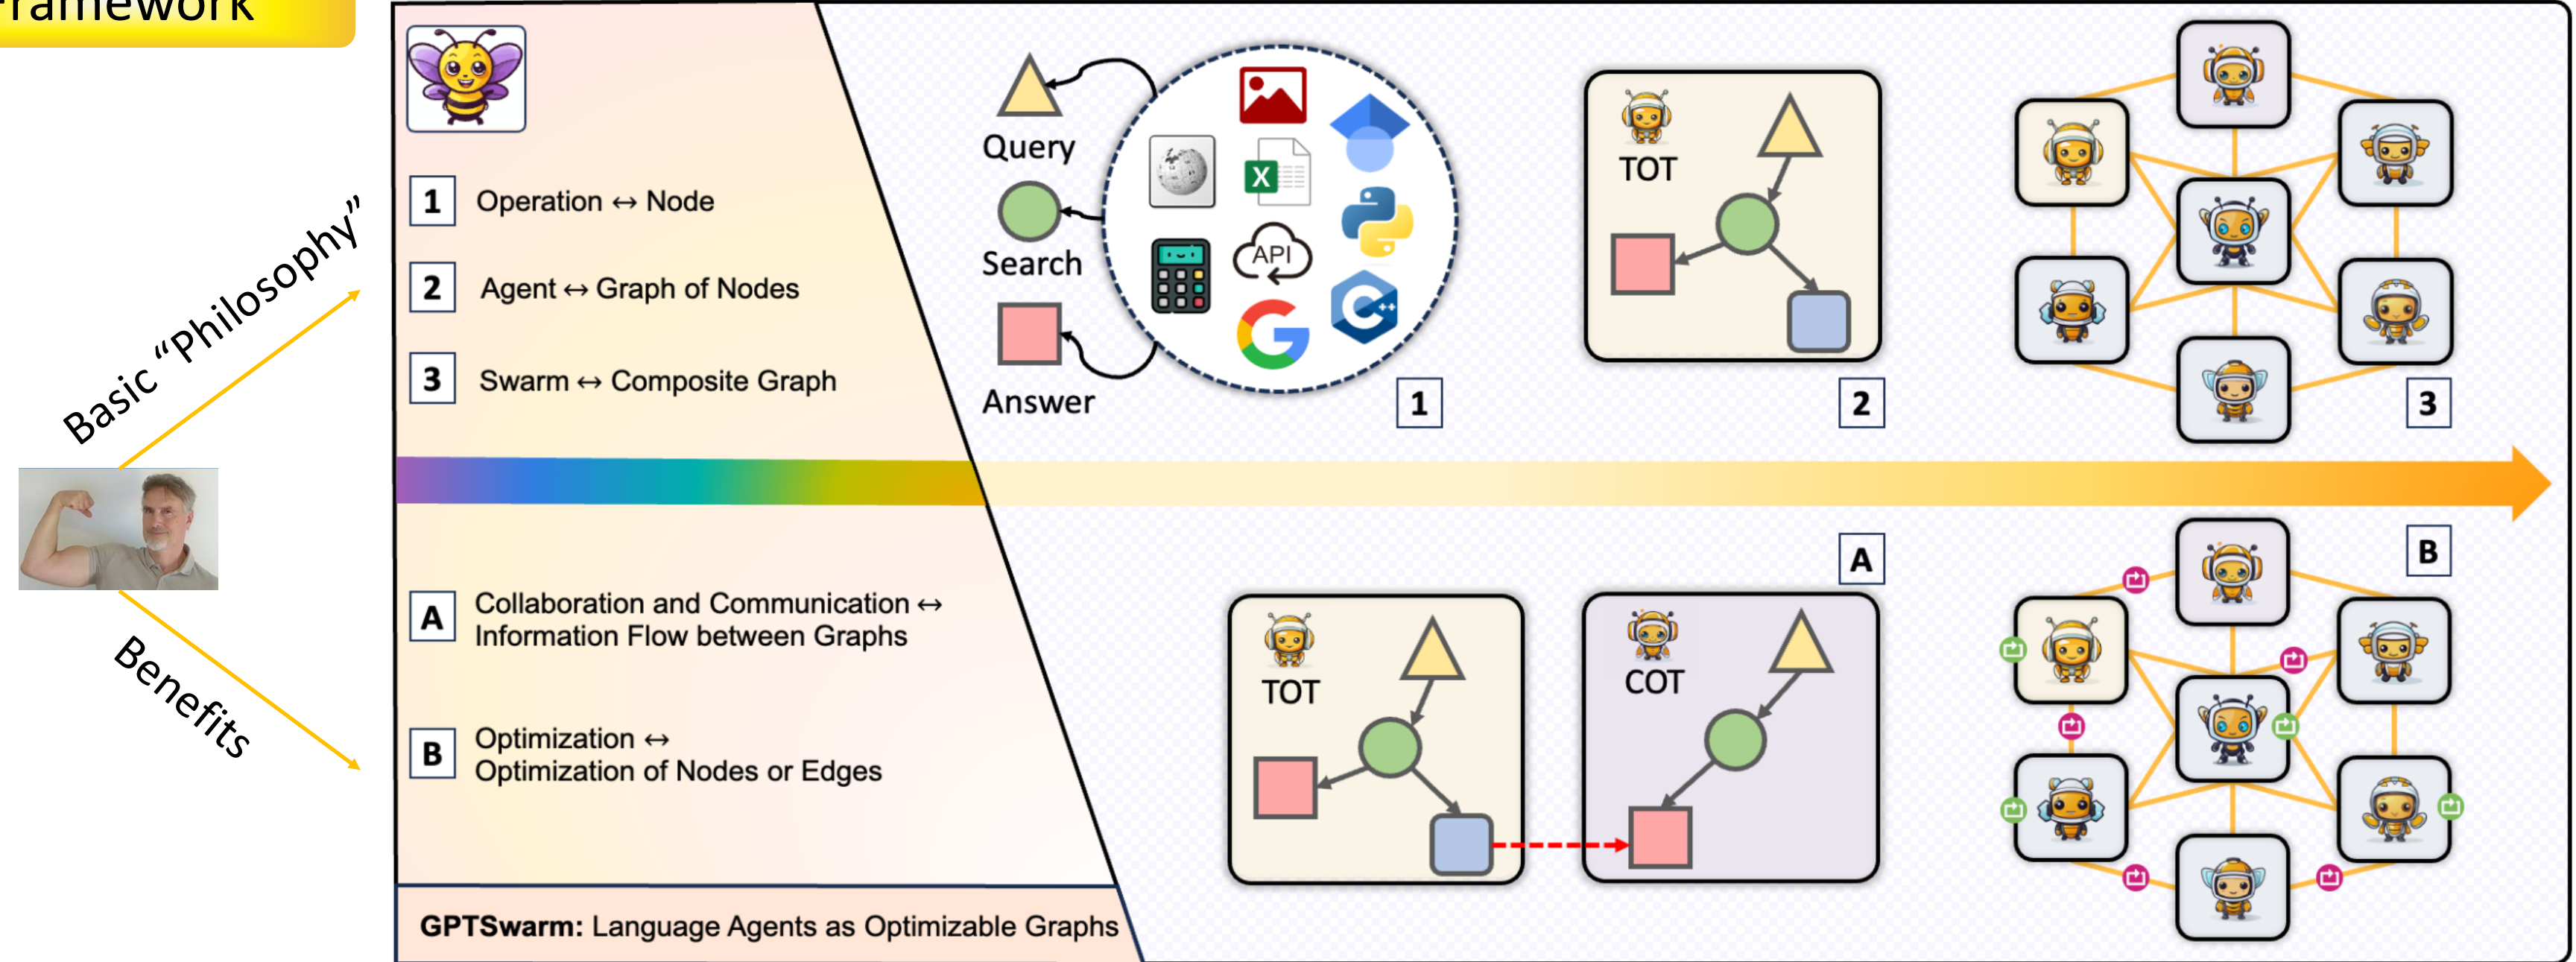 Framework
Basic “Philosophy”
Benefits
1 Operation ↔ Node
2 Agent ↔ Graph of Nodes
3 Swarm ↔ Composite Graph
A Collaboration and Communication ↔
Information Flow between Graphs
B Optimization ↔
Optimization of Nodes or Edges
GPTSwarm: Language Agents as Optimizable Graphs
Query
Search
Answer
X
API
C++
G
1
TOT
2
3
A
TOT
COT
B